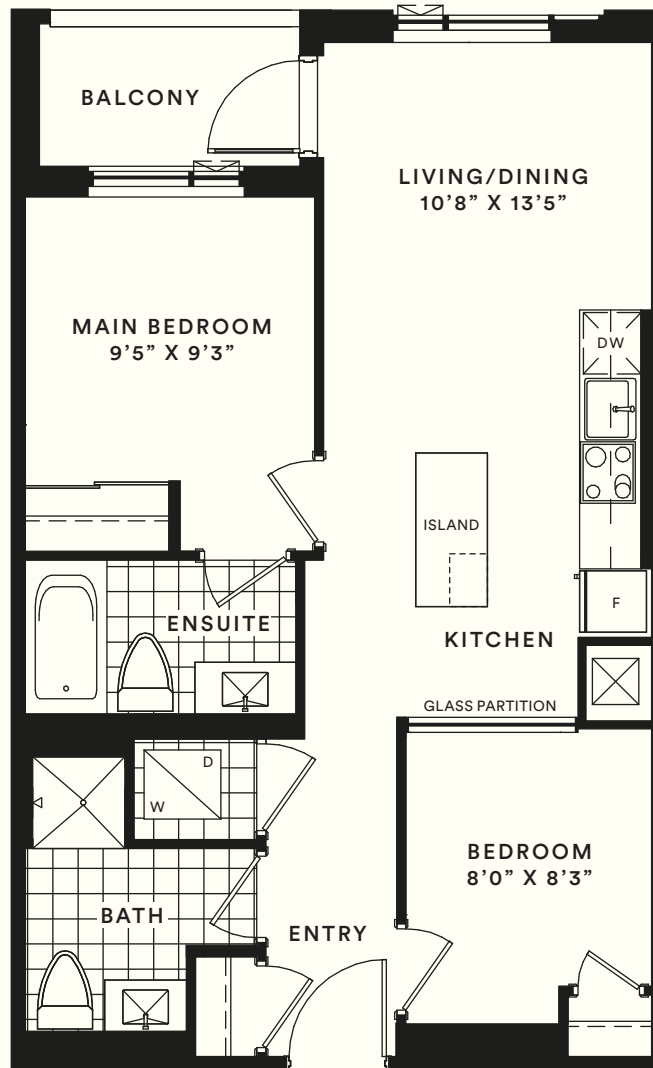 BALCONY
LIVING/DINING
10’8” X 13’5”
MAIN BEDROOM
9’5” X 9’3”
DW
ISLAND
F
ENSUITE
KITCHEN
GLASS PARTITION
D
W
BEDROOM
8’0” X 8’3”
BATH
ENTRY